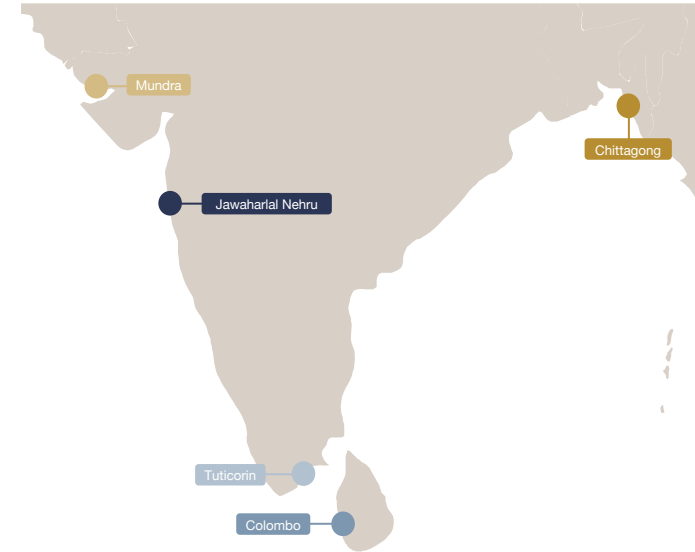 Mundra
Chittagong
Jawaharlal Nehru
Tuticorin
Colombo